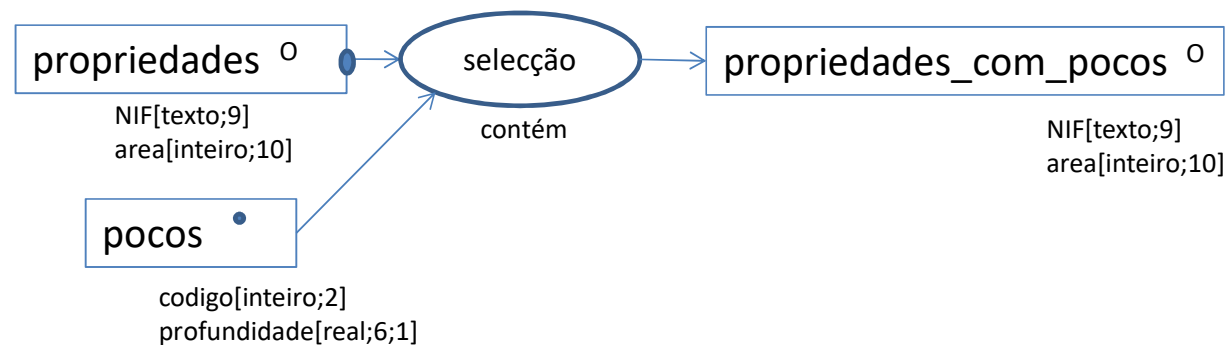 propriedades O
NIF[texto;9]
area[inteiro;10]
selecção
contém
propriedades_com_pocos O
NIF[texto;9]
area[inteiro;10]
pocos
codigo[inteiro;2]
profundidade[real;6;1]